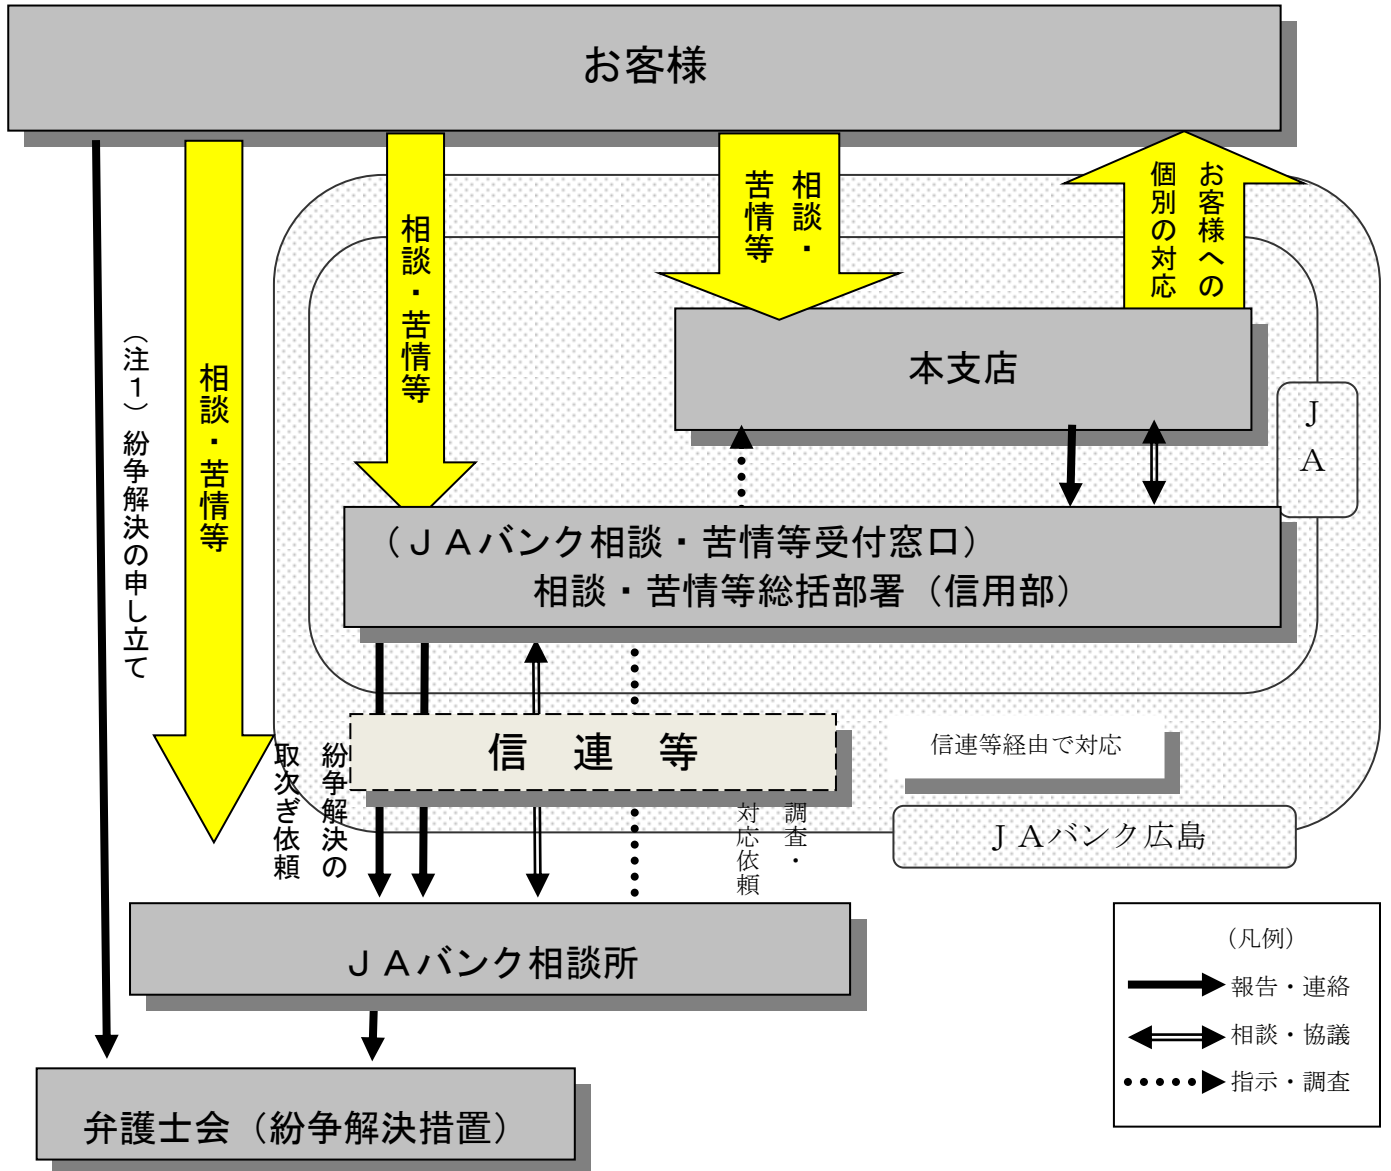 お客様
相談・
苦情等
お客様への
個別の対応
相談・苦情等
相談・苦情等
（注１）紛争解決の申し立て
本支店
ＪＡ
（ＪＡバンク相談・苦情等受付窓口）
相談・苦情等総括部署（信用部）
信連等
信連等経由で対応
紛争解決の
取次ぎ依頼
調査・
対応依頼
ＪＡバンク広島
ＪＡバンク相談所
（凡例）
報告・連絡
相談・協議
指示・調査
弁護士会（紛争解決措置）